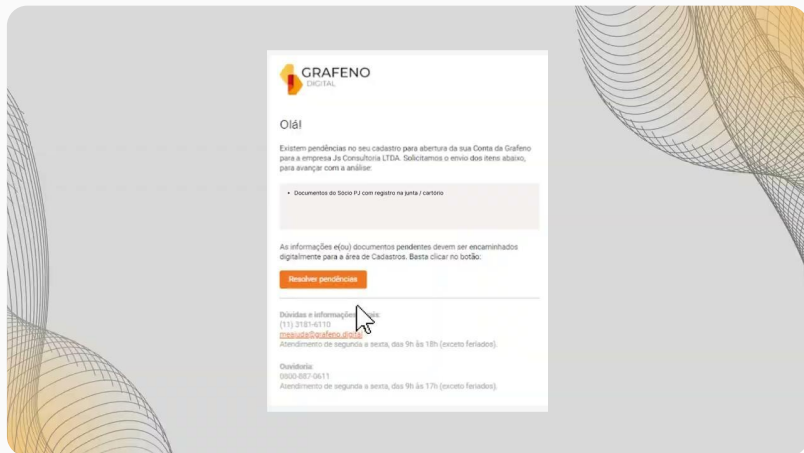 GRAFENO
DIGITAL
Olá!
Existem pendências no seu cadastro para abertura da sua Conta da Grafeno
para a empresa Js Consultoria LTDA. Solicitamos o envio dos itens abaixo,
para avançar com a análise:
• Documentos do Sócio PJ com registro na junta / cartório
As informações e(ou) documentos pendentes devem ser encaminhados
digitalmente para a área de Cadastros. Basta clicar no botão:
Resolver pendências
Dúvidas e informações
(11) 3181-6110
meajuda@grafeno.digital
Atendimento de segunda a sexta, das 9h às 18h (exceto feriados).
Ouvidoria:
0800-887-0611
Atendimento de segunda a sexta, das 9h às 17h (exceto feriados).